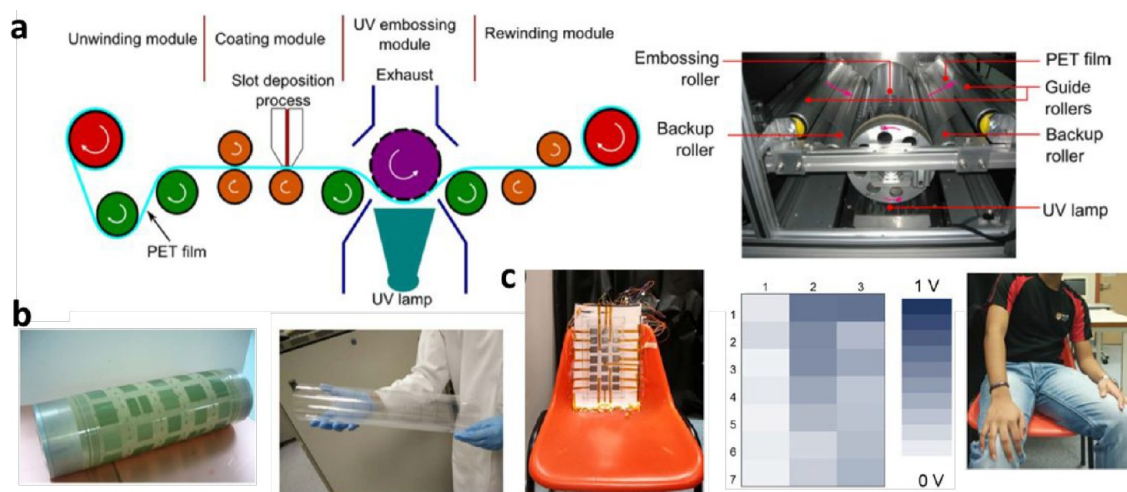 a
Unwinding module
Coating module
UV embossing
module
Rewinding module
Slot deposition
process
Exhaust
PET film
UV lamp
Embossing
roller
Backup
roller
PET film
Guide
rollers
Backup
roller
UV lamp
b
c
1 2 3
1
2
3
4
5
6
7
1 V
0 V